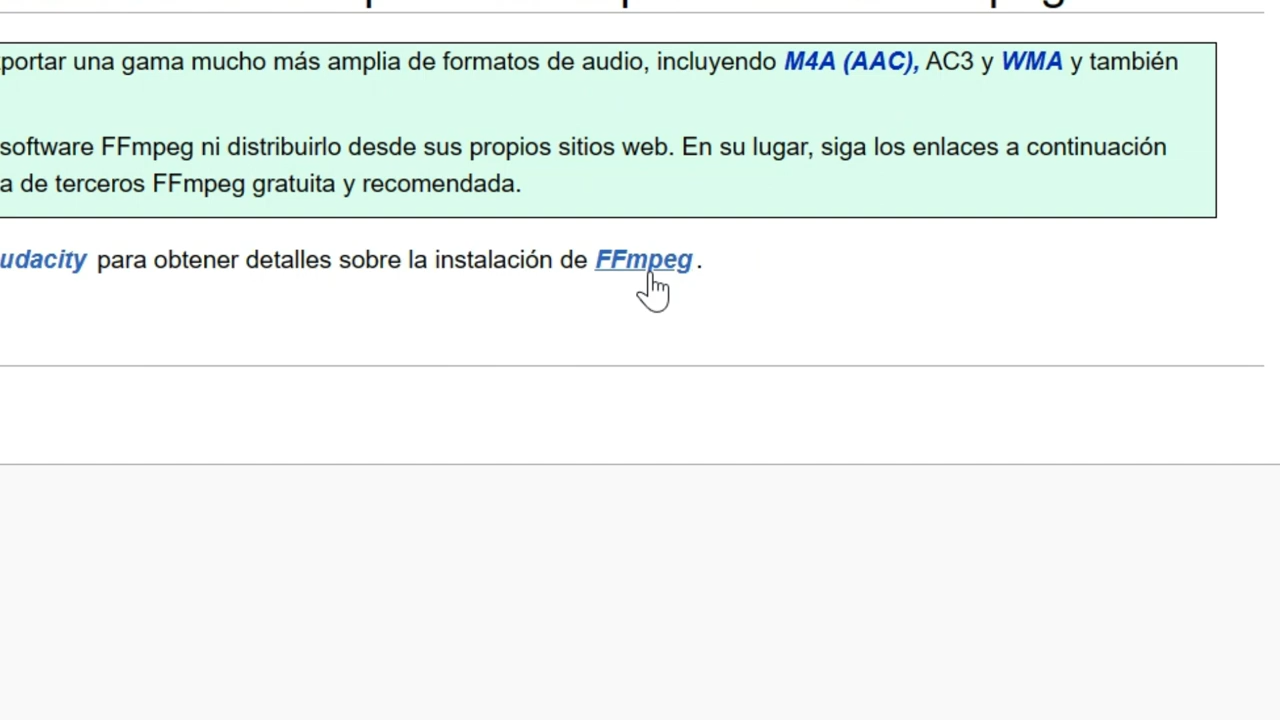 portar una gama mucho más amplia de formatos de audio, incluyendo M4A (AAC), AC3 y WMA y también
software FFmpeg ni distribuirlo desde sus propios sitios web. En su lugar, siga los enlaces a continuación
a de terceros FFmpeg gratuita y recomendada.
udacity para obtener detalles sobre la instalación de FFmpeg.